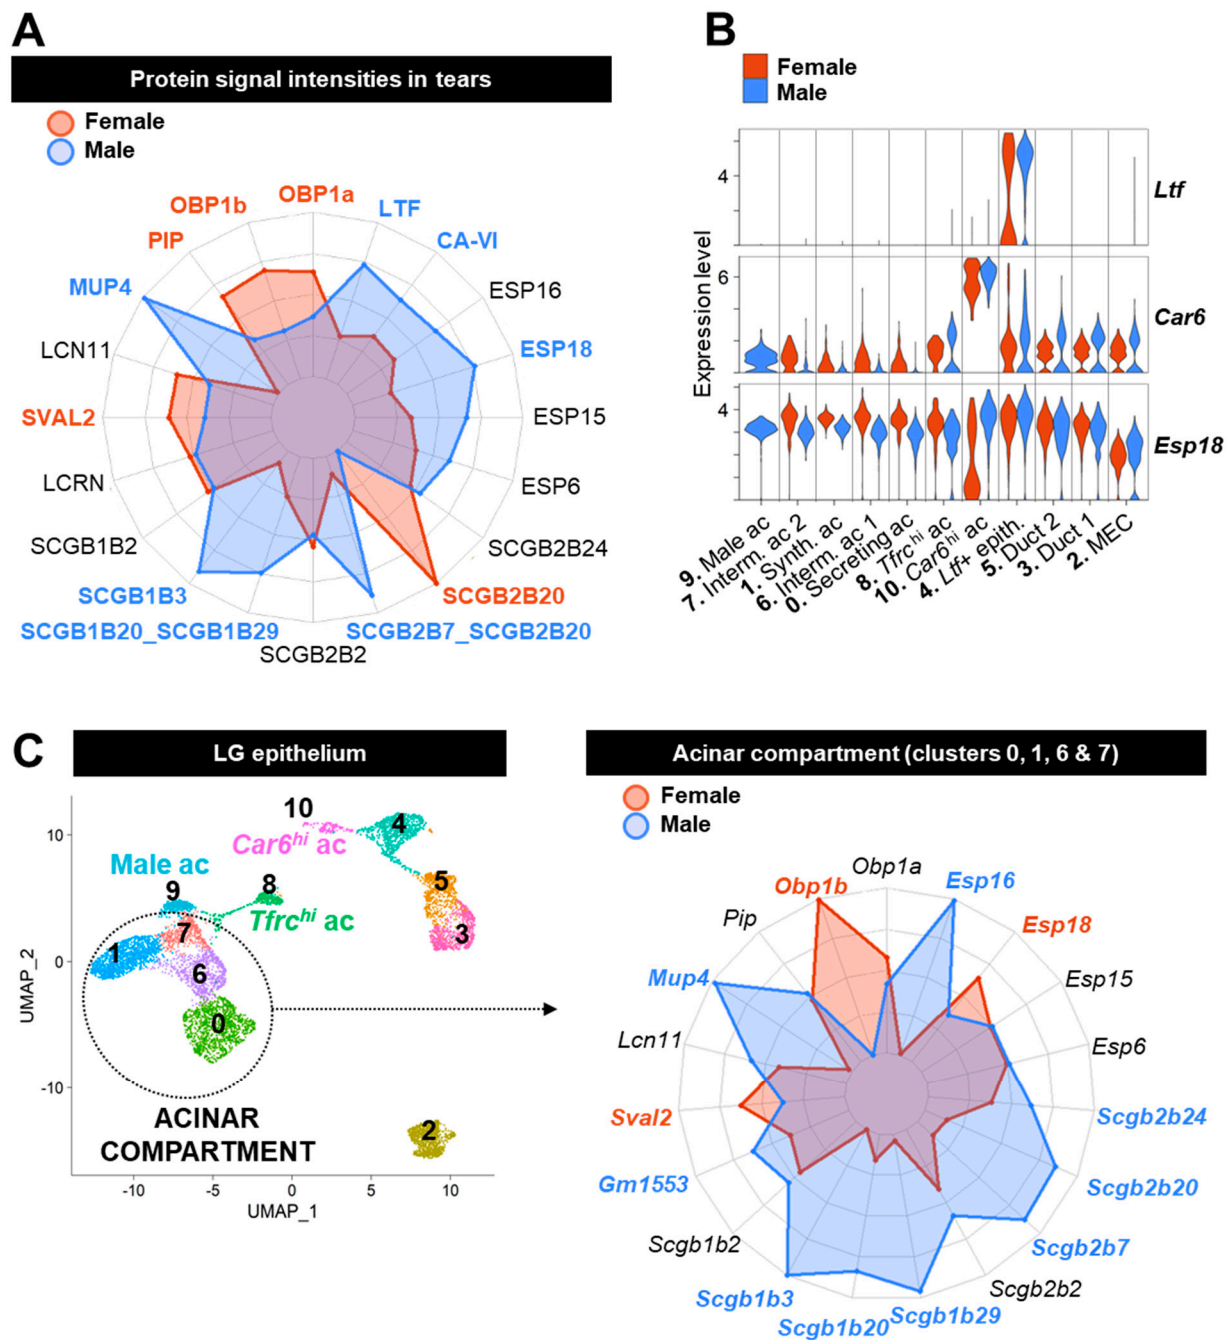 A
Protein signal intensities in tears
Female
Male
OBP1a
OBP1b
LTF
PIP
CA-VI
MUP4
ESP16
LCN11
ESP18
SVAL2
ESP15
LCRN
ESP6
SCGB1B2
SCGB2B24
SCGB1B3
SCGB2B20
SCGB1B20_SCGB1B29
SCGB2B7_SCGB2B20
SCGB2B2
B
Female
Male
Expression level
4
Ltf
6
Car6
4
Esp18
9. Male ac
7. Interm. ac 2
1. Synth. ac
6. Interm. ac 1
0. Secreting ac
8. Tfrchi ac
10. Car6hi ac
4. Ltf+ epith.
5. Duct 2
3. Duct 1
2. MEC
C
LG epithelium
10
0
-10
UMAP_2
10
4
Car6hi ac
Male ac
9
8
5
Tfrchi ac
7
1
3
6
0
2
ACINAR
COMPARTMENT
-10
-5
0
5
10
UMAP_1
Acinar compartment (clusters 0, 1, 6 & 7)
Female
Male
Obp1a
Obp1b
Esp16
Pip
Esp18
Mup4
Esp15
Lcn11
Esp6
Sval2
Scgb2b24
Gm1553
Scgb2b20
Scgb1b2
Scgb2b7
Scgb1b3
Scgb2b2
Scgb1b20
Scgb1b29